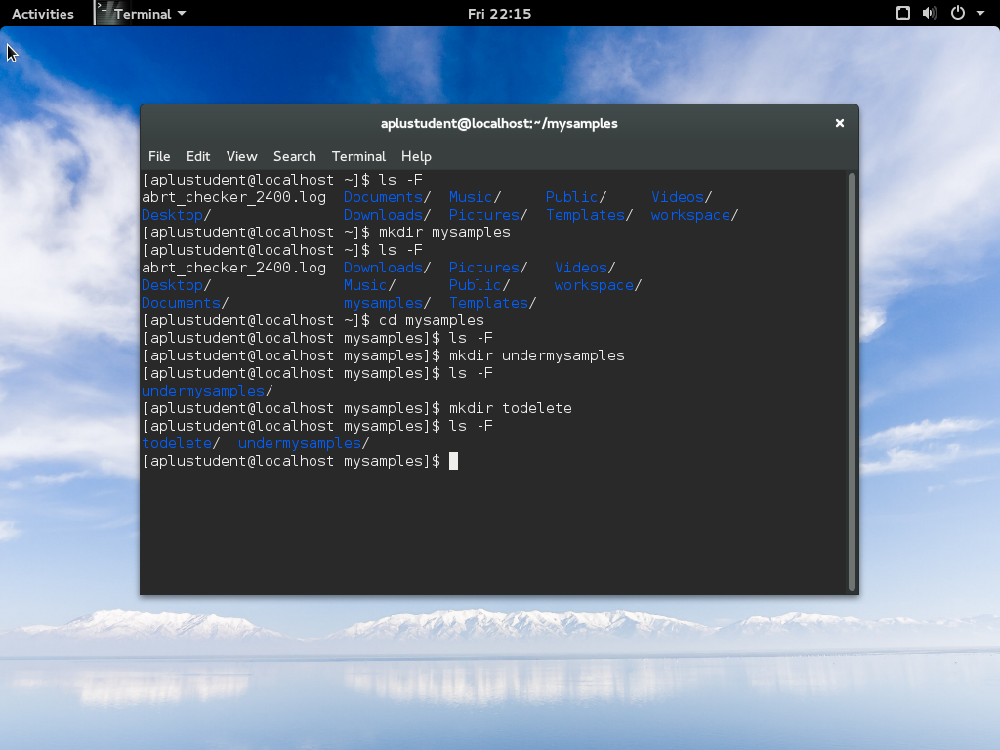 Activities Terminal Fri 22:15
aplustudent@localhost:~/mysamples
File Edit View Search Terminal Help
[aplustudent@localhost ~]$ ls -F
abrt_checker_2400.log  Documents/  Music/     Public/     Videos/
Desktop/               Downloads/  Pictures/  Templates/  workspace/
[aplustudent@localhost ~]$ mkdir mysamples
[aplustudent@localhost ~]$ ls -F
abrt_checker_2400.log  Downloads/  Pictures/   Videos/
Desktop/               Music/      Public/     workspace/
Documents/             mysamples/  Templates/
[aplustudent@localhost ~]$ cd mysamples
[aplustudent@localhost mysamples]$ ls -F
[aplustudent@localhost mysamples]$ mkdir undermysamples
[aplustudent@localhost mysamples]$ ls -F
undermysamples/
[aplustudent@localhost mysamples]$ mkdir todelete
[aplustudent@localhost mysamples]$ ls -F
todelete/  undermysamples/
[aplustudent@localhost mysamples]$